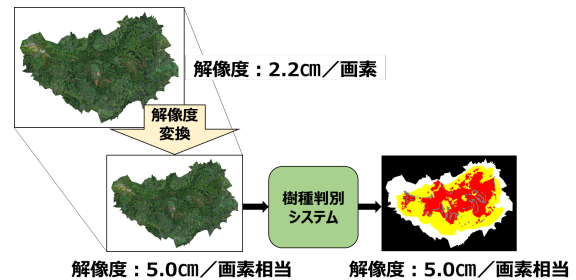 解像度：2.2㎝／画素
解像度
変換
樹種判別
システム
解像度：5.0㎝／画素相当
解像度：5.0㎝／画素相当